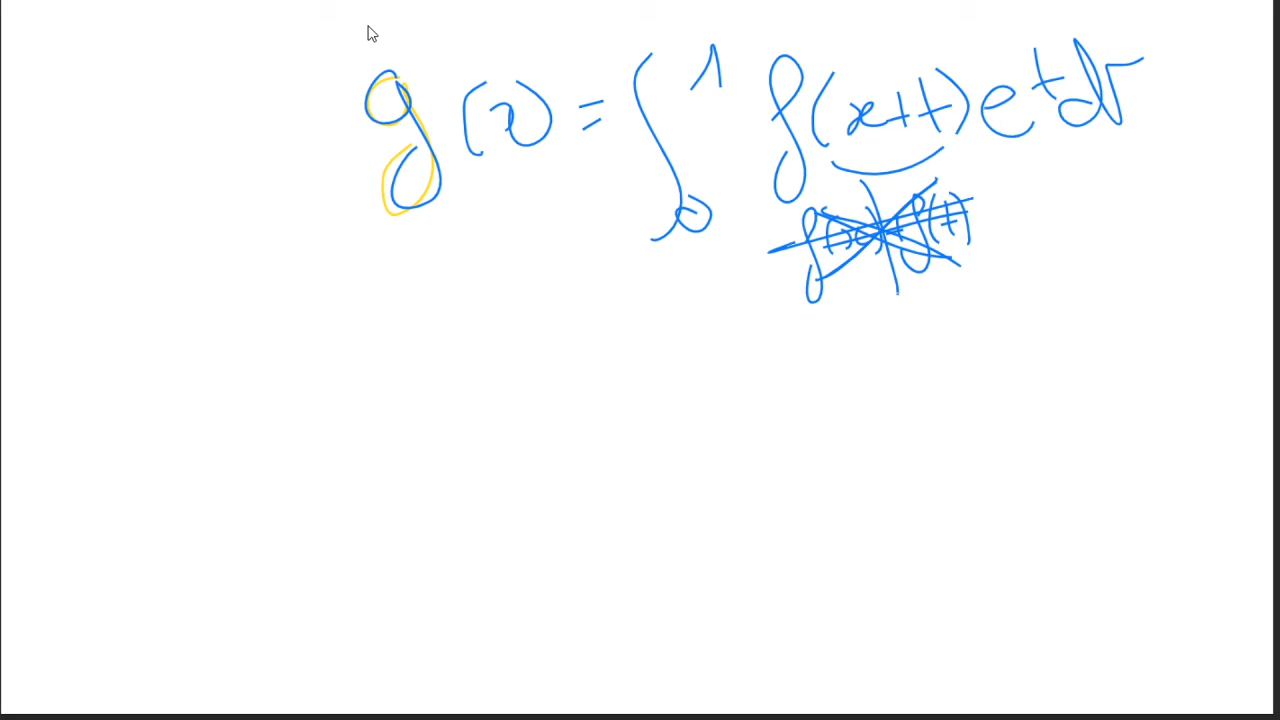 g(x) = ∫₀¹ f(x+t)eᵗdt
f(x)+f(t)